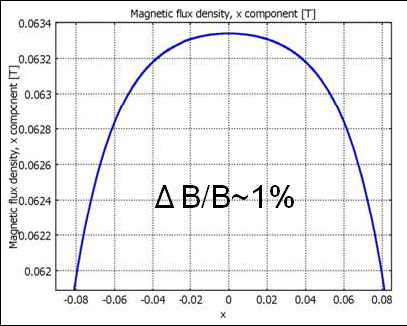 Magnetic flux density, x component [T]
Magnetic flux density, x component [T]
0.0634
0.0632
0.063
0.0628
0.0626
0.0624
0.0622
0.062
Δ B/B~1%
-0.08 -0.06 -0.04 -0.02 0 0.02 0.04 0.06 0.08
x